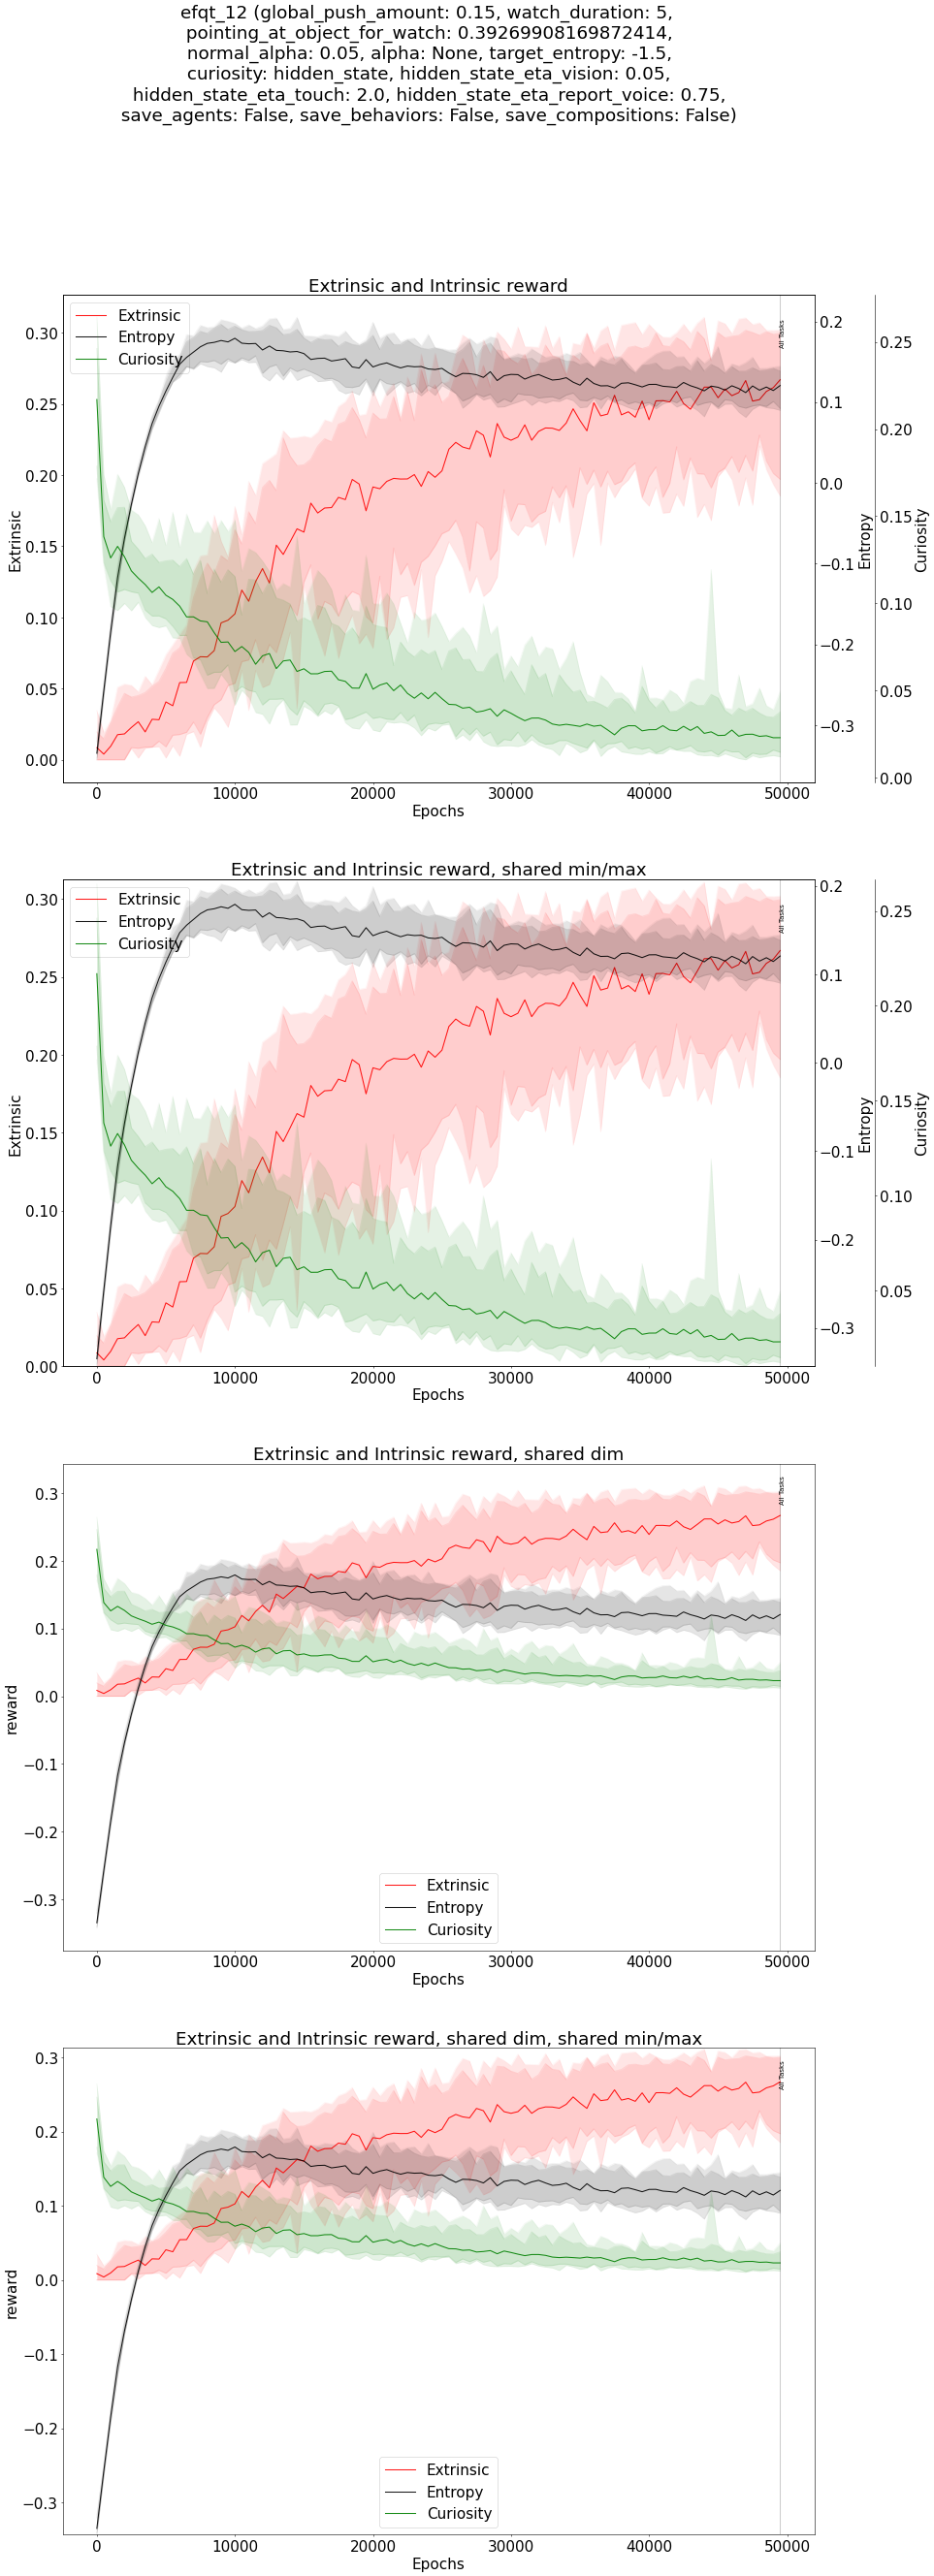 efqt_12 (global_push_amount: 0.15, watch_duration: 5,
pointing_at_object_for_watch: 0.39269908169872414,
normal_alpha: 0.05, alpha: None, target_entropy: -1.5,
curiosity: hidden_state, hidden_state_eta_vision: 0.05,
hidden_state_eta_touch: 2.0, hidden_state_eta_report_voice: 0.75,
save_agents: False, save_behaviors: False, save_compositions: False)
Extrinsic and Intrinsic reward
Extrinsic
Entropy
Curiosity
All Tasks
0.30
0.25
0.20
0.15
0.10
0.05
0.00
Extrinsic
0.2
0.1
0.0
−0.1
−0.2
−0.3
Entropy
0.25
0.20
0.15
0.10
0.05
0.00
Curiosity
0 10000 20000 30000 40000 50000
Epochs
Extrinsic and Intrinsic reward, shared min/max
Extrinsic
Entropy
Curiosity
All Tasks
0.30
0.25
0.20
0.15
0.10
0.05
0.00
Extrinsic
0.2
0.1
0.0
−0.1
−0.2
−0.3
Entropy
0.25
0.20
0.15
0.10
0.05
Curiosity
0 10000 20000 30000 40000 50000
Epochs
Extrinsic and Intrinsic reward, shared dim
All Tasks
0.3
0.2
0.1
0.0
−0.1
−0.2
−0.3
reward
Extrinsic
Entropy
Curiosity
0 10000 20000 30000 40000 50000
Epochs
Extrinsic and Intrinsic reward, shared dim, shared min/max
All Tasks
0.3
0.2
0.1
0.0
−0.1
−0.2
−0.3
reward
Extrinsic
Entropy
Curiosity
0 10000 20000 30000 40000 50000
Epochs